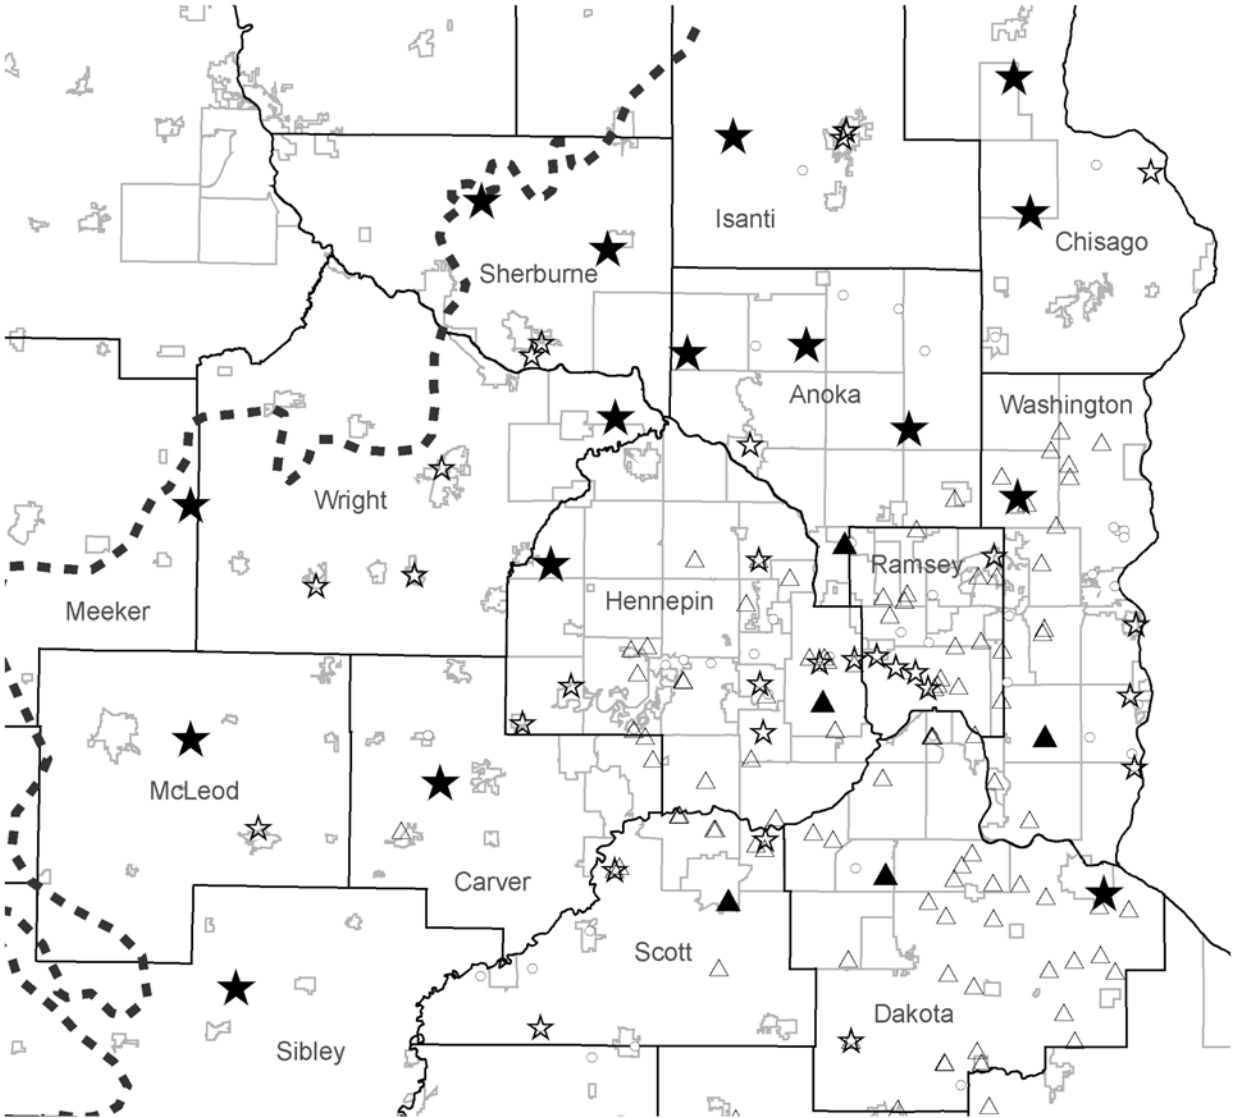 Isanti
Chisago
Sherburne
Anoka
Washington
Wright
Ramsey
Meeker
Hennepin
McLeod
Carver
Scott
Dakota
Sibley